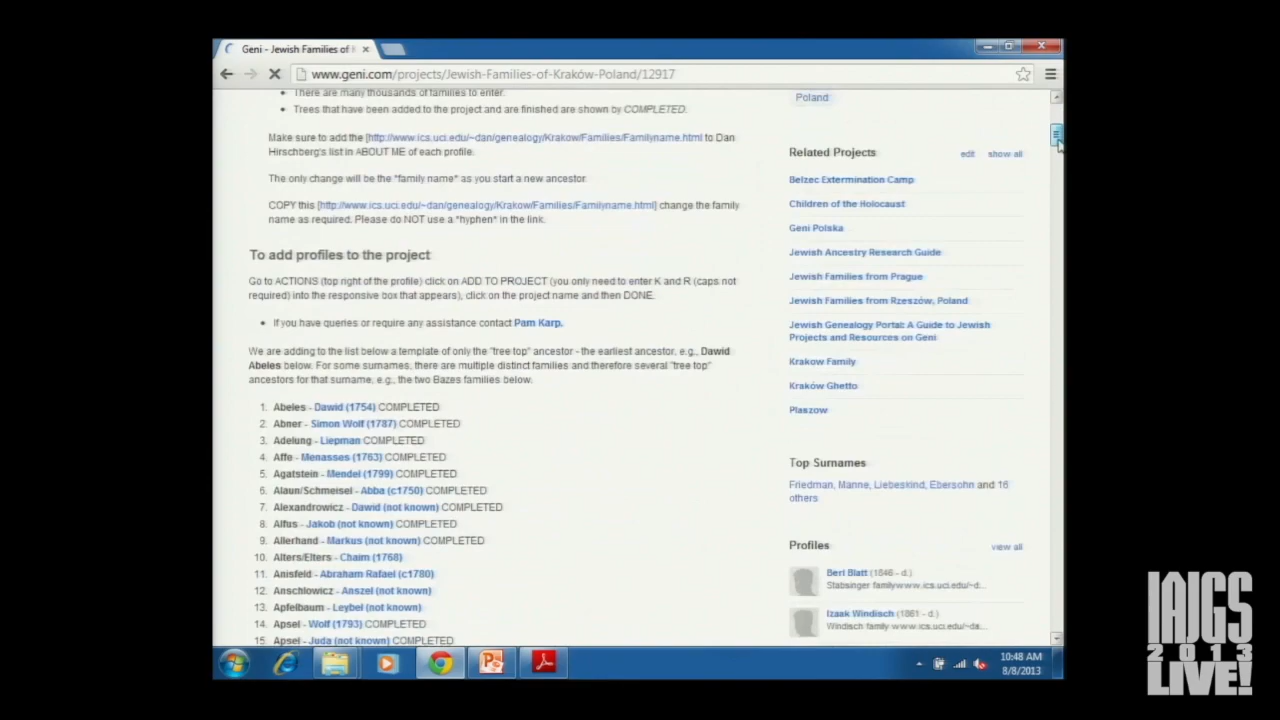 Geni - Jewish Families of K
www.geni.com/projects/Jewish-Families-of-Kraków-Poland/12917
There are many thousands of families to enter.
Trees that have been added to the project and are finished are shown by COMPLETED.
Make sure to add the [http://www.ics.uci.edu/~dan/genealogy/Krakow/Families/Familyname.html to Dan
Hirschberg's list in ABOUT ME of each profile:
The only change will be the *family name* as you start a new ancestor.
COPY this [http://www.ics.uci.edu/~dan/genealogy/Krakow/Families/Familyname.html] change the family
name as required. Please do NOT use a *hyphen* in the link.
To add profiles to the project
Go to ACTIONS (top right of the profile) click on ADD TO PROJECT (you only need to enter K and R (caps not
required) into the responsive box that appears), click on the project name and then DONE.
If you have queries or require any assistance contact Pam Karp.
We are adding to the list below a template of only the "tree top" ancestor - the earliest ancestor, e.g., Dawid
Abeles below. For some surnames, there are multiple distinct families and therefore several "tree top"
ancestors for that surname, e.g., the two Bazes families below.
1. Abeles - Dawid (1754) COMPLETED
2. Abner - Simon Wolf (1787) COMPLETED
3. Adelung - Liepman COMPLETED
4. Affe - Menasses (1763) COMPLETED
5. Agatstein - Mendel (1799) COMPLETED
6. Alaun/Schmeisel - Abba (c1750) COMPLETED
7. Alexandrowicz - Dawid (not known) COMPLETED
8. Alfus - Jakob (not known) COMPLETED
9. Allerhand - Markus (not known) COMPLETED
10. Alters/Elters - Chaim (1768)
11. Anisfeld - Abraham Rafael (c1780)
12. Anschlowicz - Anszel (not known)
13. Apfelbaum - Leybel (not known)
14. Apsel - Wolf (1793) COMPLETED
15. Apsel - Juda (not known) COMPLETED
Poland
Related Projects edit show all
Belzec Extermination Camp
Children of the Holocaust
Geni Polska
Jewish Ancestry Research Guide
Jewish Families from Prague
Jewish Families from Rzeszów, Poland
Jewish Genealogy Portal: A Guide to Jewish
Projects and Resources on Geni
Krakow Family
Kraków Ghetto
Plaszow
Top Surnames
Friedman, Manne, Liebeskind, Ebersohn and 16
others
Profiles view all
Berl Blatt (1846 - d.)
Stabsinger familywww.ics.uci.edu/~d...
Izaak Windisch (1861 - d.)
Windisch family www.ics.uci.edu/~da...
10:48 AM
8/8/2013
IAJGS
2013
LIVE!